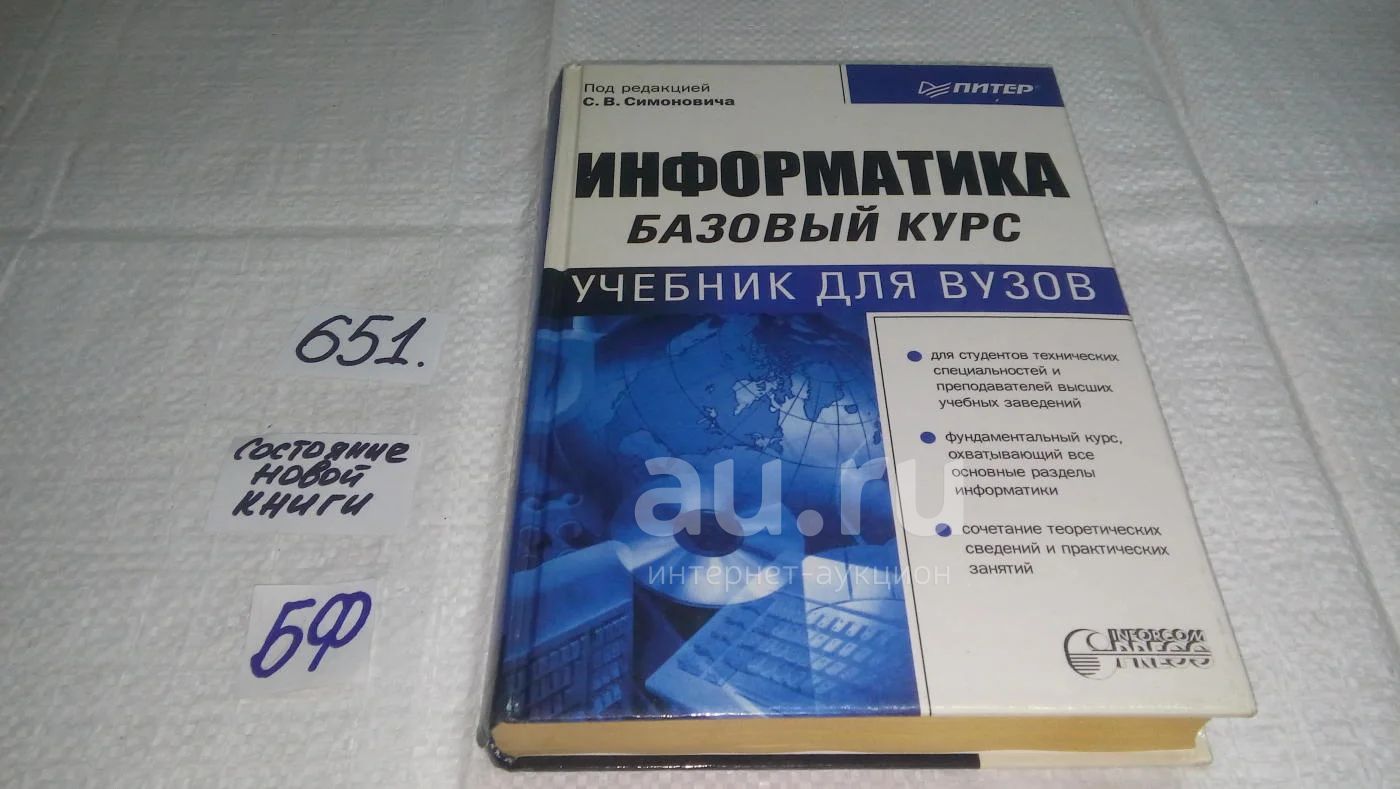 Под редакцией
С. В. Симоновича
ПИТЕР®
ИНФОРМАТИКА
БАЗОВЫЙ КУРС
УЧЕБНИК ДЛЯ ВУЗОВ
для студентов технических
специальностей и
преподавателей высших
учебных заведений
фундаментальный курс,
охватывающий все
основные разделы
информатики
сочетание теоретических
сведений и практических
занятий
INFORCOM
PRESS
651.
состояние
новой
книги
БФ
au.ru
интернет-аукцион